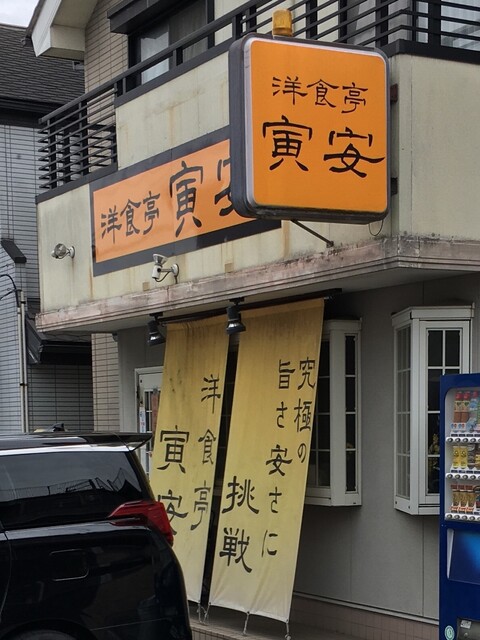 洋食亭
寅安
洋食亭 寅安
究極の
旨さ安さに
挑戦
洋食亭
寅安